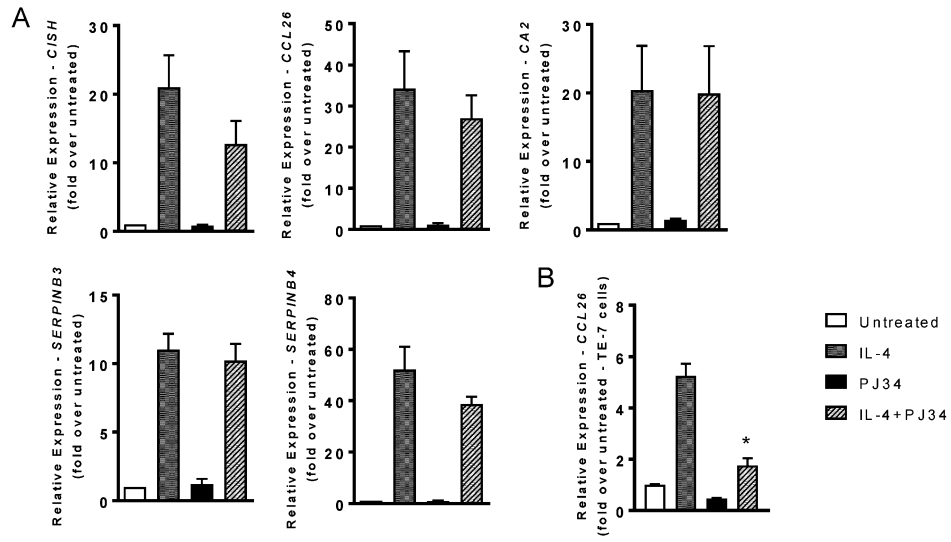 A
Relative Expression - CISH
(fold over untreated)
30
20
10
0
Relative Expression - CCL26
(fold over untreated)
50
40
30
20
10
0
Relative Expression - CA2
(fold over untreated)
30
20
10
0
Relative Expression - SERPINB3
(fold over untreated)
15
10
5
0
Relative Expression - SERPINB4
(fold over untreated)
80
60
40
20
0
B
Relative Expression - CCL26
(fold over untreated - TE-7 cells)
8
6
4
2
0
*
Untreated
IL-4
PJ34
IL-4+PJ34